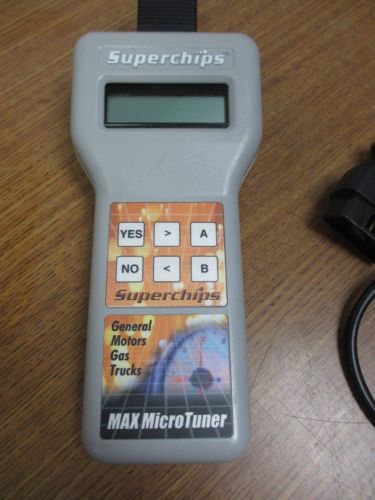 Superchips
YES > A
NO < B
Superchips
General
Motors
Gas
Trucks
MAX MicroTuner